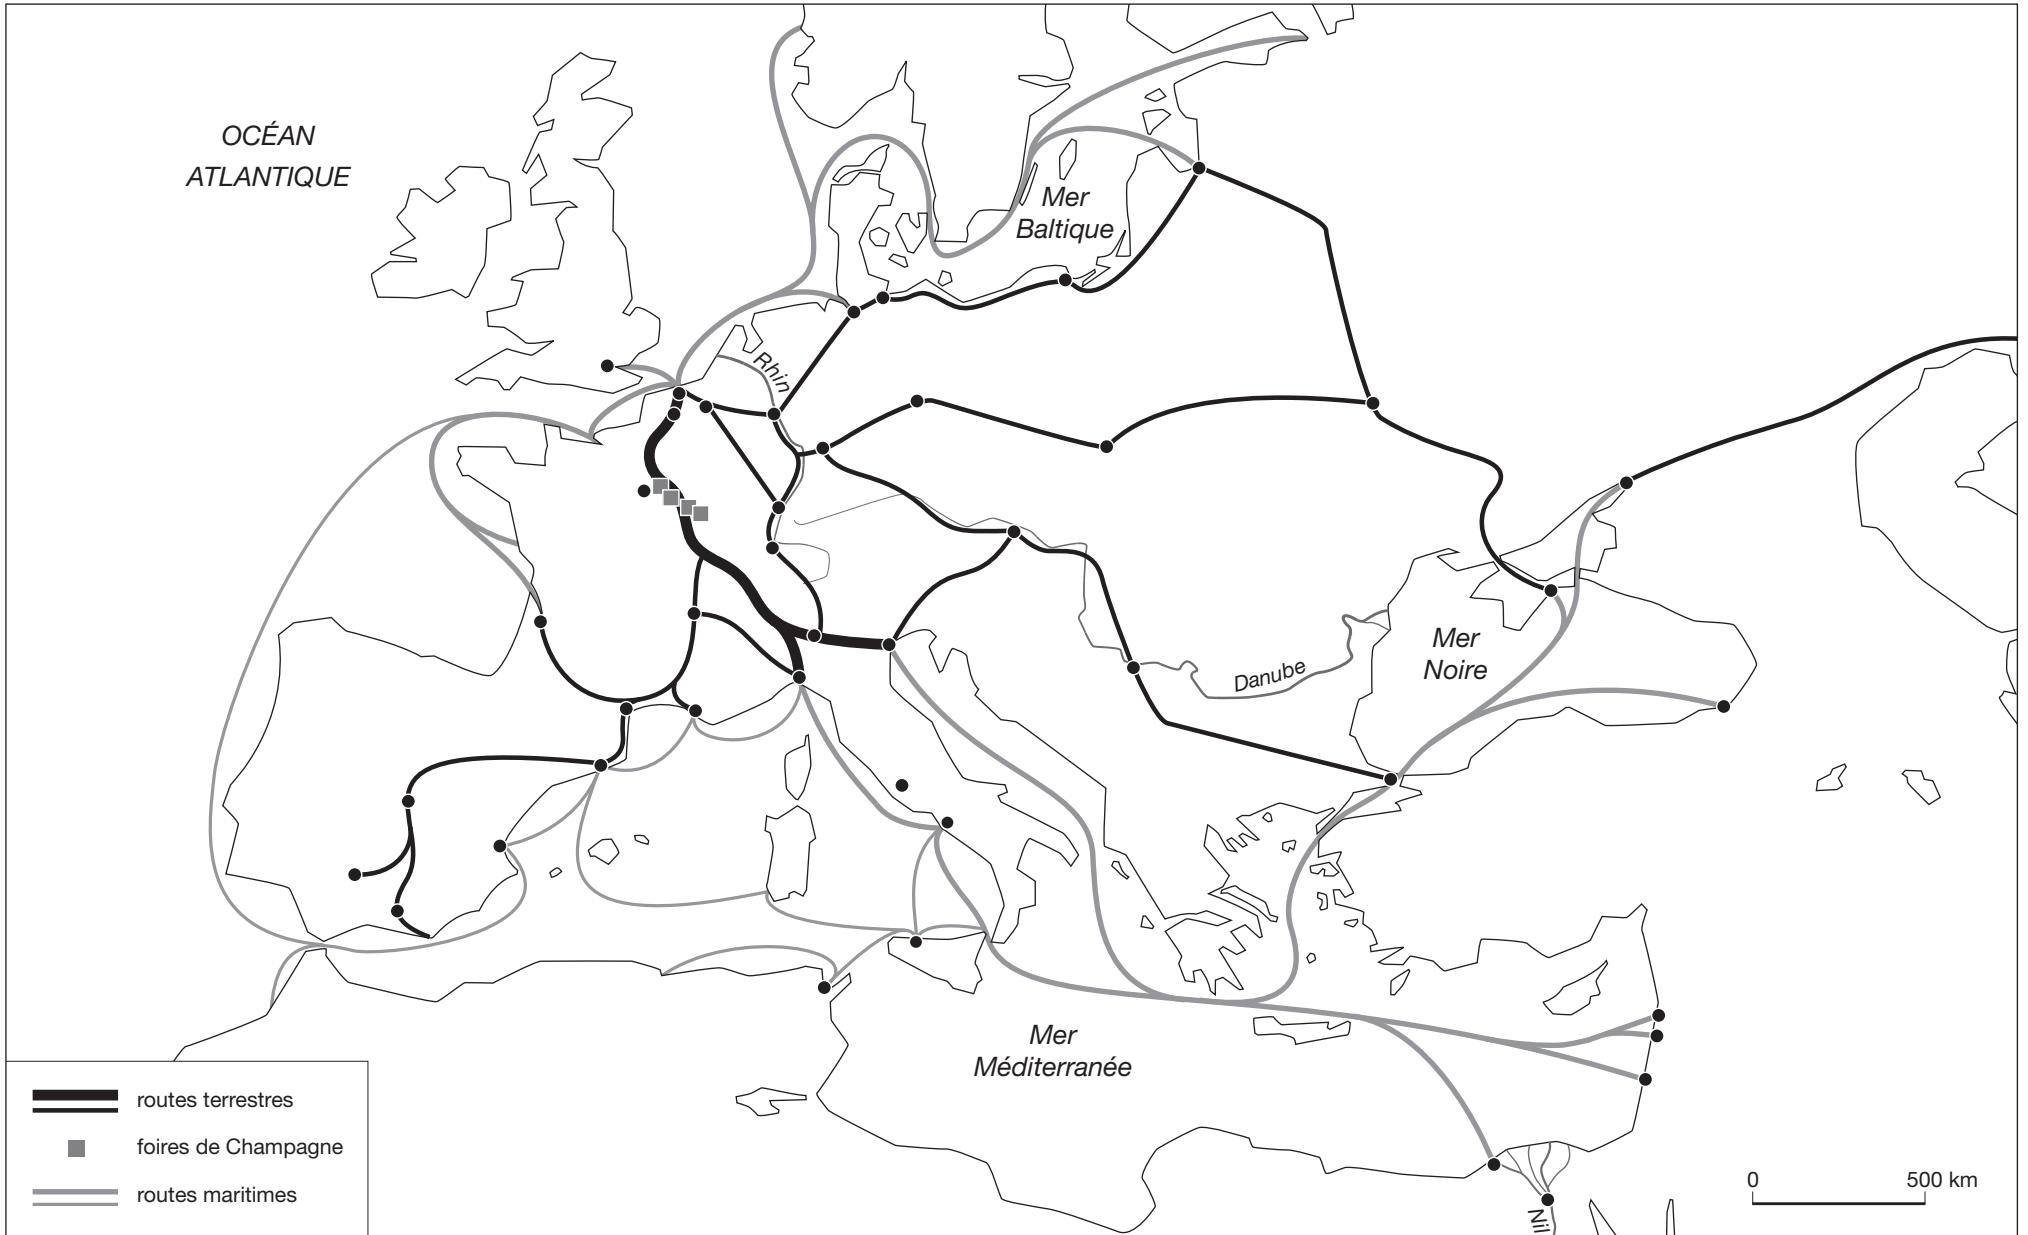 OCÉAN
ATLANTIQUE
Mer
Baltique
Rhin
Mer
Noire
Danube
Mer
Méditerranée
routes terrestres
foires de Champagne
routes maritimes
0 500 km
Nil